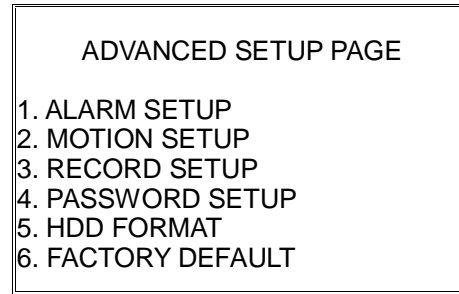 ADVANCED SETUP PAGE
1. ALARM SETUP
2. MOTION SETUP
3. RECORD SETUP
4. PASSWORD SETUP
5. HDD FORMAT
6. FACTORY DEFAULT